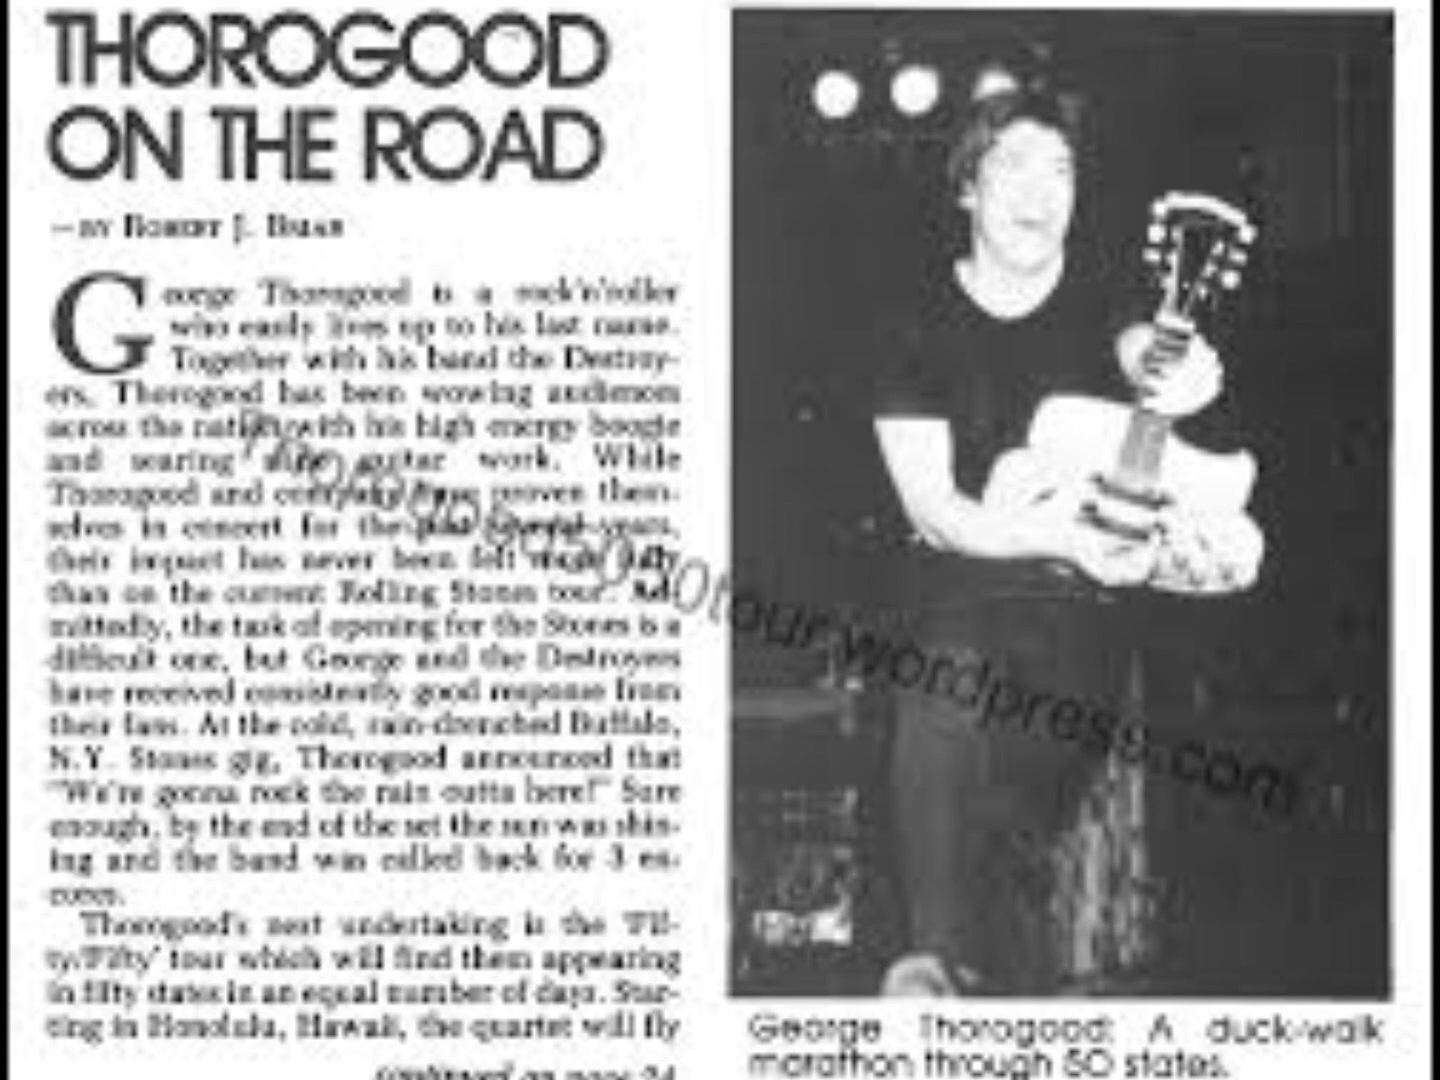 THOROGOOD
ON THE ROAD
—BY ROBERT J.
George Thorogood is a rock'n'roller
who easily lives up to his last name.
Together with his band the Destroy-
ers, Thorogood has been wowing audiences
across the nation with his high energy boogie
and searing slide guitar work. While
Thorogood and company have proven them-
selves in concert for the past several years,
their impact has never been felt more fully
than on the current Rolling Stones tour. Ad-
mittedly, the task of opening for the Stones is a
difficult one, but George and the Destroyers
have received consistently good response from
their fans. At the cold, rain-drenched Buffalo,
N.Y. Stones gig, Thorogood announced that
"We're gonna rock the rain outta here!" Sure
enough, by the end of the set the sun was shin-
ing and the band was called back for 3 en-
cores.
Thorogood's next undertaking is the 'Fif-
ty/Fifty' tour which will find them appearing
in fifty states in an equal number of days. Star-
ting in Honolulu, Hawaii, the quartet will fly
continued on page 24
George Thorogood: A duck-walk
marathon through 50 states.
tour.wordpress.com